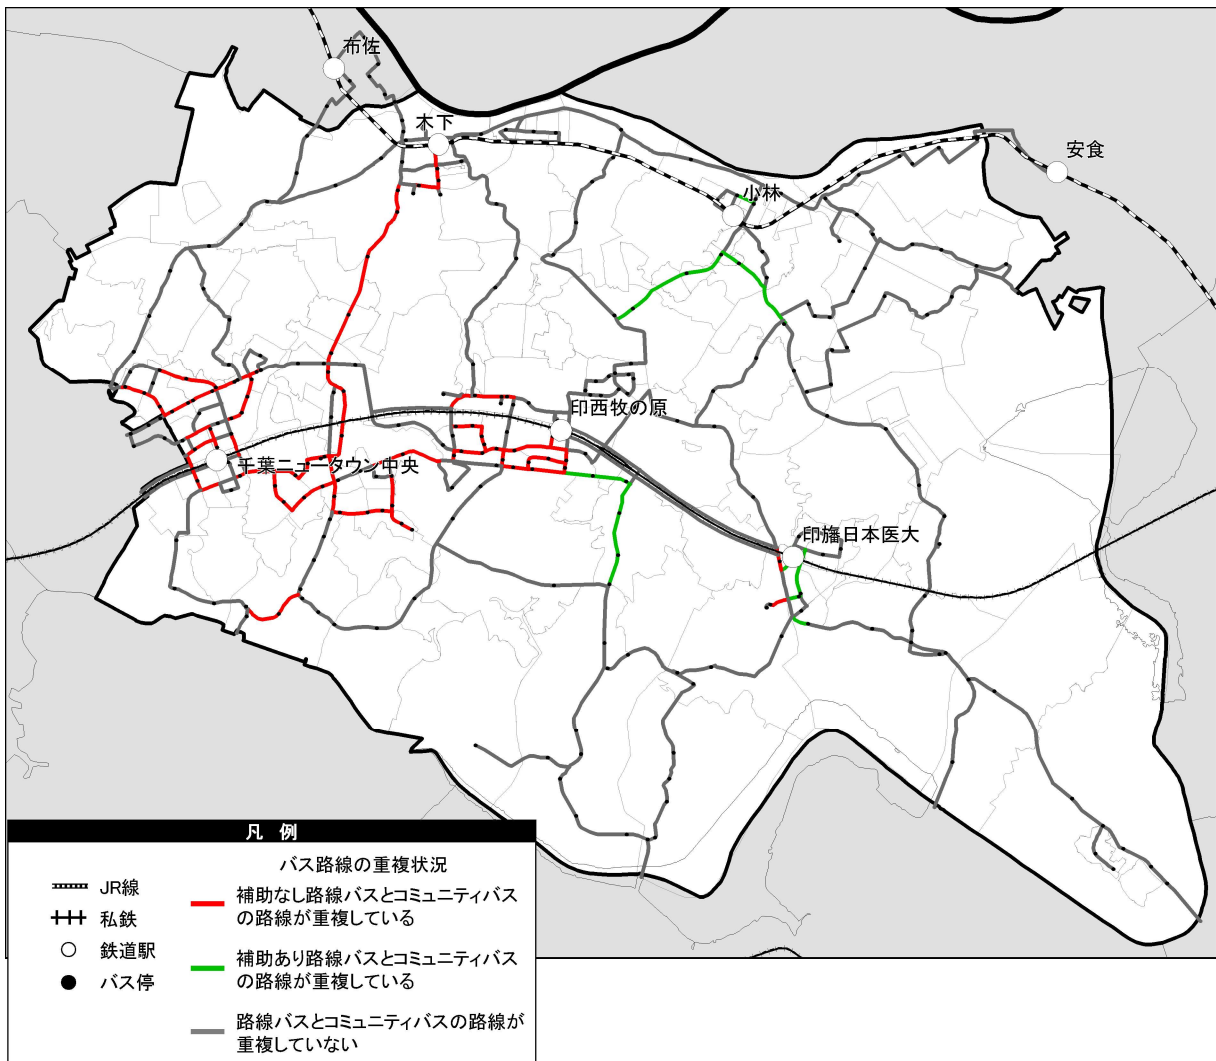 布佐
木下
安食
小林
印西牧の原
千葉ニュータウン中央
印旛日本医大
凡 例
バス路線の重複状況
JR線
私鉄
鉄道駅
バス停
補助なし路線バスとコミュニティバス
の路線が重複している
補助あり路線バスとコミュニティバス
の路線が重複している
路線バスとコミュニティバスの路線が
重複していない